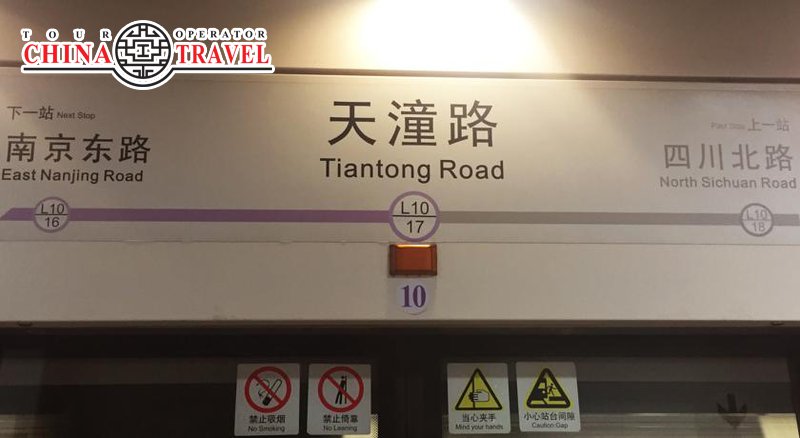 TOUR OPERATOR
CHINA TRAVEL
下一站 Next Stop
南京东路
East Nanjing Road
天潼路
Tiantong Road
Past Stop 上一站
四川北路
North Sichuan Road
L10
16
L10
17
L10
18
10
禁止吸烟
No Smoking
禁止倚靠
No Leaning
当心夹手
Mind your hands
小心站台间隙
Caution Gap